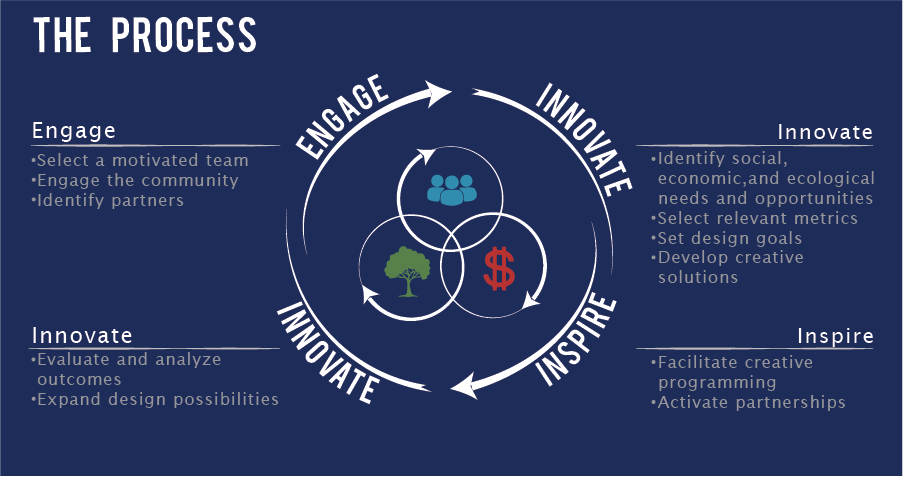 THE PROCESS
Engage
•Select a motivated team
•Engage the community
•Identify partners
ENGAGE
INNOVATE
Innovate
•Identify social,
economic,and ecological
needs and opportunities
•Select relevant metrics
•Set design goals
•Develop creative
solutions
$
Innovate
•Evaluate and analyze
outcomes
•Expand design possibilities
INNOVATE
INSPIRE
Inspire
•Facilitate creative
programming
•Activate partnerships